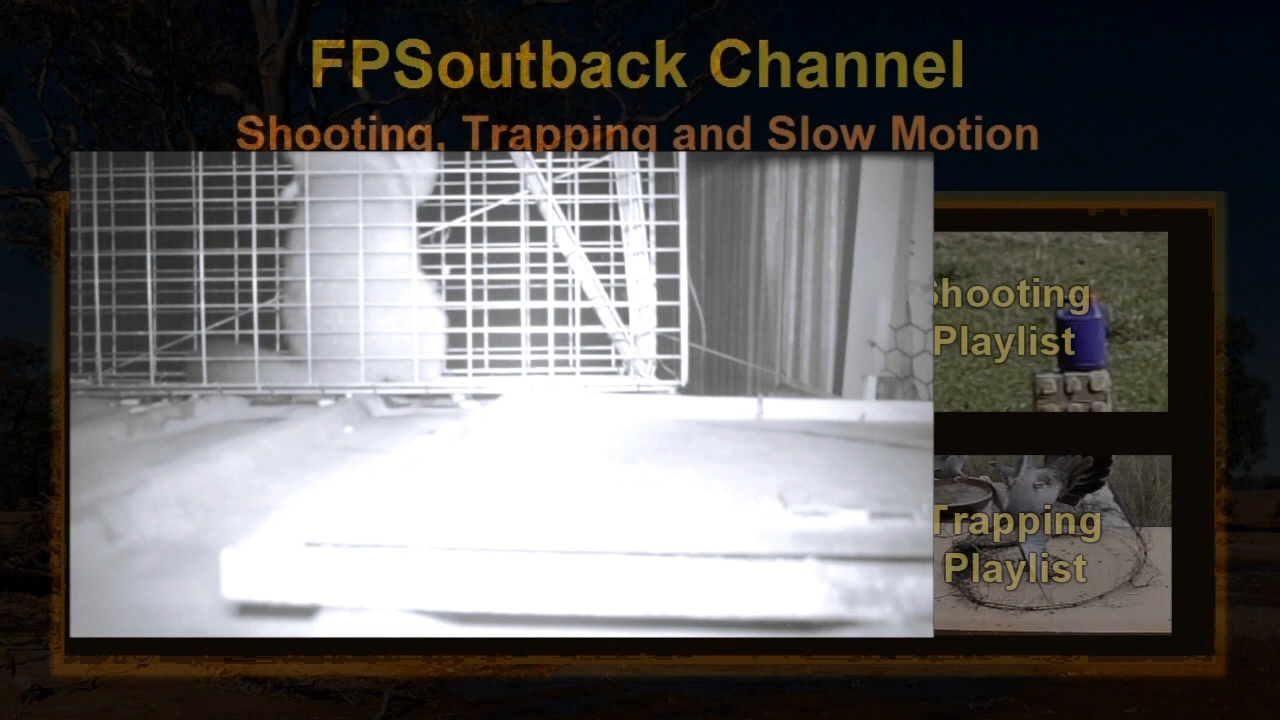 FPSoutback Channel
Shooting, Trapping and Slow Motion
Shooting
Playlist
Trapping
Playlist